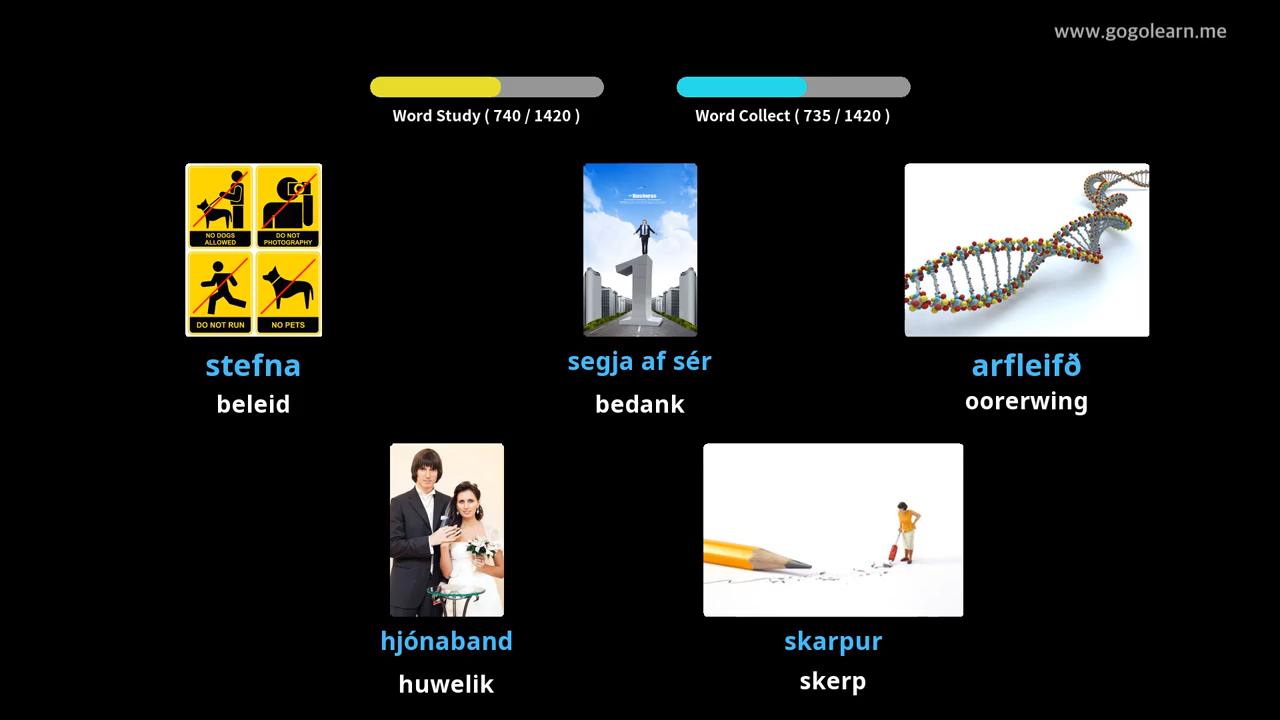 www.gogolearn.me
Word Study ( 740 / 1420 )
Word Collect ( 735 / 1420 )
NO DOGS
ALLOWED
DO NOT
PHOTOGRAPHY
DO NOT RUN
NO PETS
Business
stefna
beleid
segja af sér
bedank
arfleifð
oorerwing
hjónaband
huwelik
skarpur
skerp